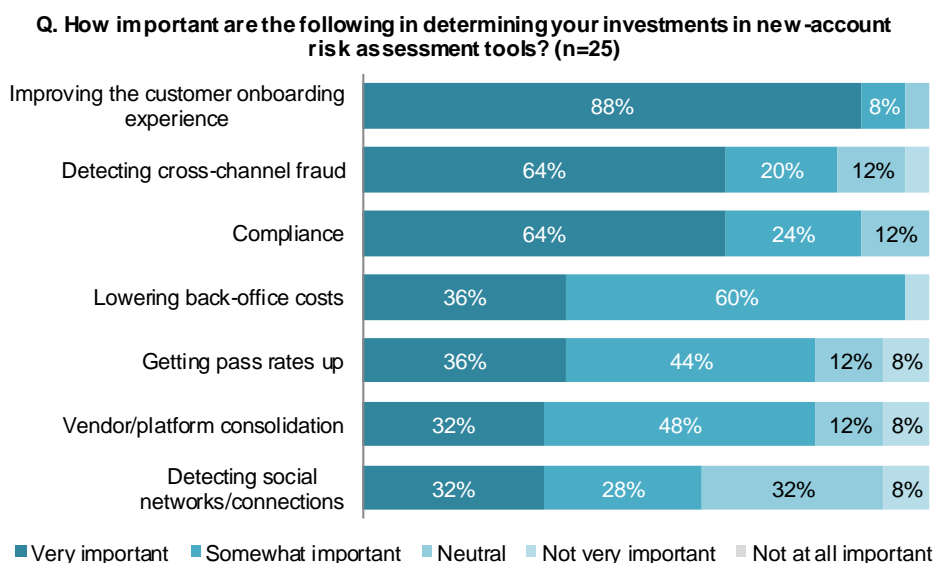 Q. How important are the following in determining your investments in new-account
risk assessment tools? (n=25)
Improving the customer onboarding
experience
88%
8%
Detecting cross-channel fraud
64%
20%
12%
Compliance
64%
24%
12%
Lowering back-office costs
36%
60%
Getting pass rates up
36%
44%
12%
8%
Vendor/platform consolidation
32%
48%
12%
8%
Detecting social
networks/connections
32%
28%
32%
8%
Very important
Somewhat important
Neutral
Not very important
Not at all important